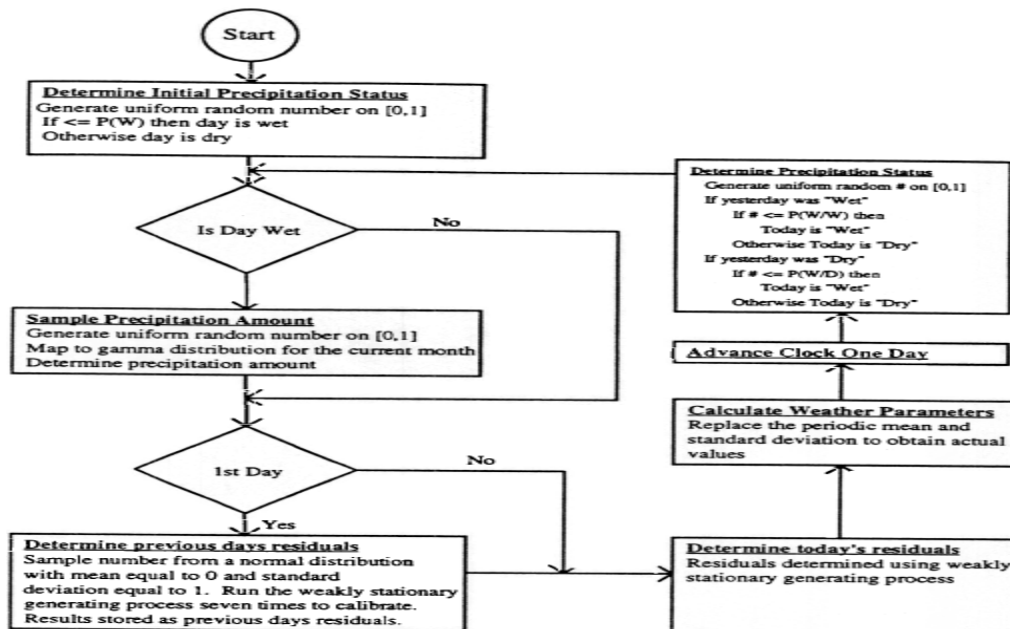 Start
Determine Initial Precipitation Status
Generate uniform random number on [0,1]
If <= P(W) then day is wet
Otherwise day is dry
Is Day Wet
No
Sample Precipitation Amount
Generate uniform random number on [0,1]
Map to gamma distribution for the current month
Determine precipitation amount
1st Day
No
Yes
Determine previous days residuals
Sample number from a normal distribution
with mean equal to 0 and standard
deviation equal to 1. Run the weakly stationary
generating process seven times to calibrate.
Results stored as previous days residuals.
Determine today's residuals
Residuals determined using weakly
stationary generating process
Calculate Weather Parameters
Replace the periodic mean and
standard deviation to obtain actual
values
Advance Clock One Day
Determine Precipitation Status
Generate uniform random # on [0,1]
If yesterday was "Wet"
If # <= P(W/W) then
Today is "Wet"
Otherwise Today is "Dry"
If yesterday was "Dry"
If # <= P(W/D) then
Today is "Wet"
Otherwise Today is "Dry"